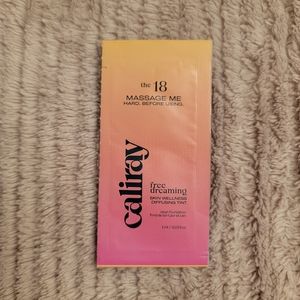 the 18
MASSAGE ME
HARD. BEFORE USING.
caliray
free
dreaming
SKIN WELLNESS
DIFFUSING TINT